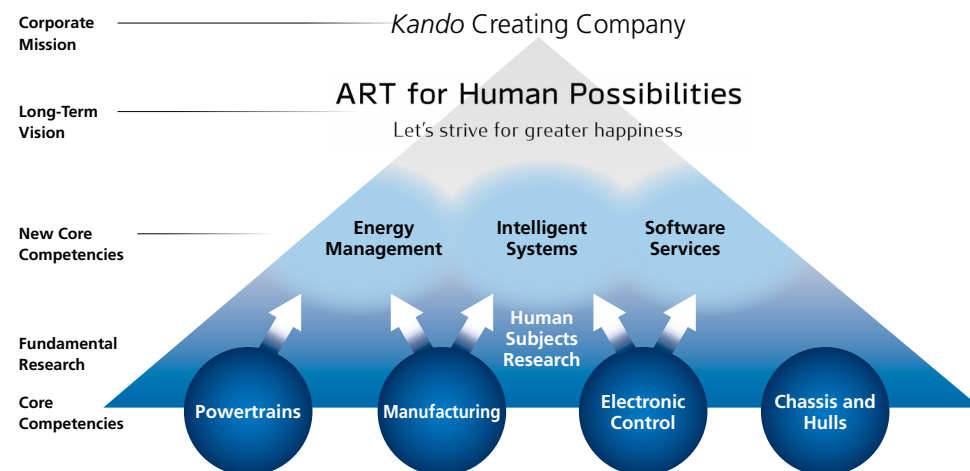 Corporate
Mission
Kando Creating Company
Long-Term
Vision
ART for Human Possibilities
Let's strive for greater happiness
New Core
Competencies
Energy
Management
Intelligent
Systems
Software
Services
Fundamental
Research
Human
Subjects
Research
Core
Competencies
Powertrains
Manufacturing
Electronic
Control
Chassis and
Hulls